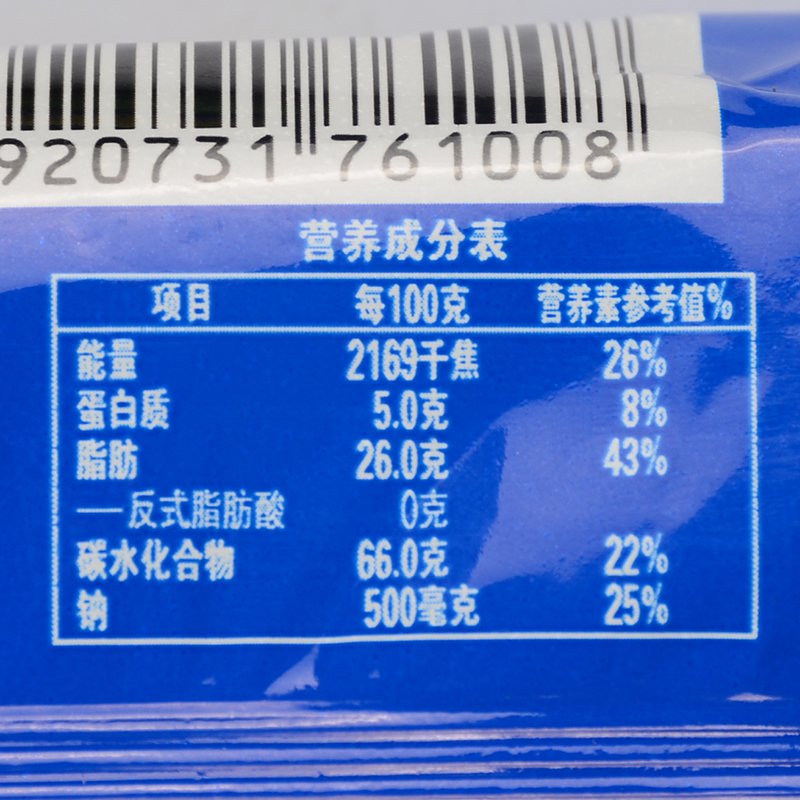 920731 761008
营养成分表
项目 每100克 营养素参考值%
能量 2169千焦 26%
蛋白质 5.0克 8%
脂肪 26.0克 43%
——反式脂肪酸 0克
碳水化合物 66.0克 22%
钠 500毫克 25%